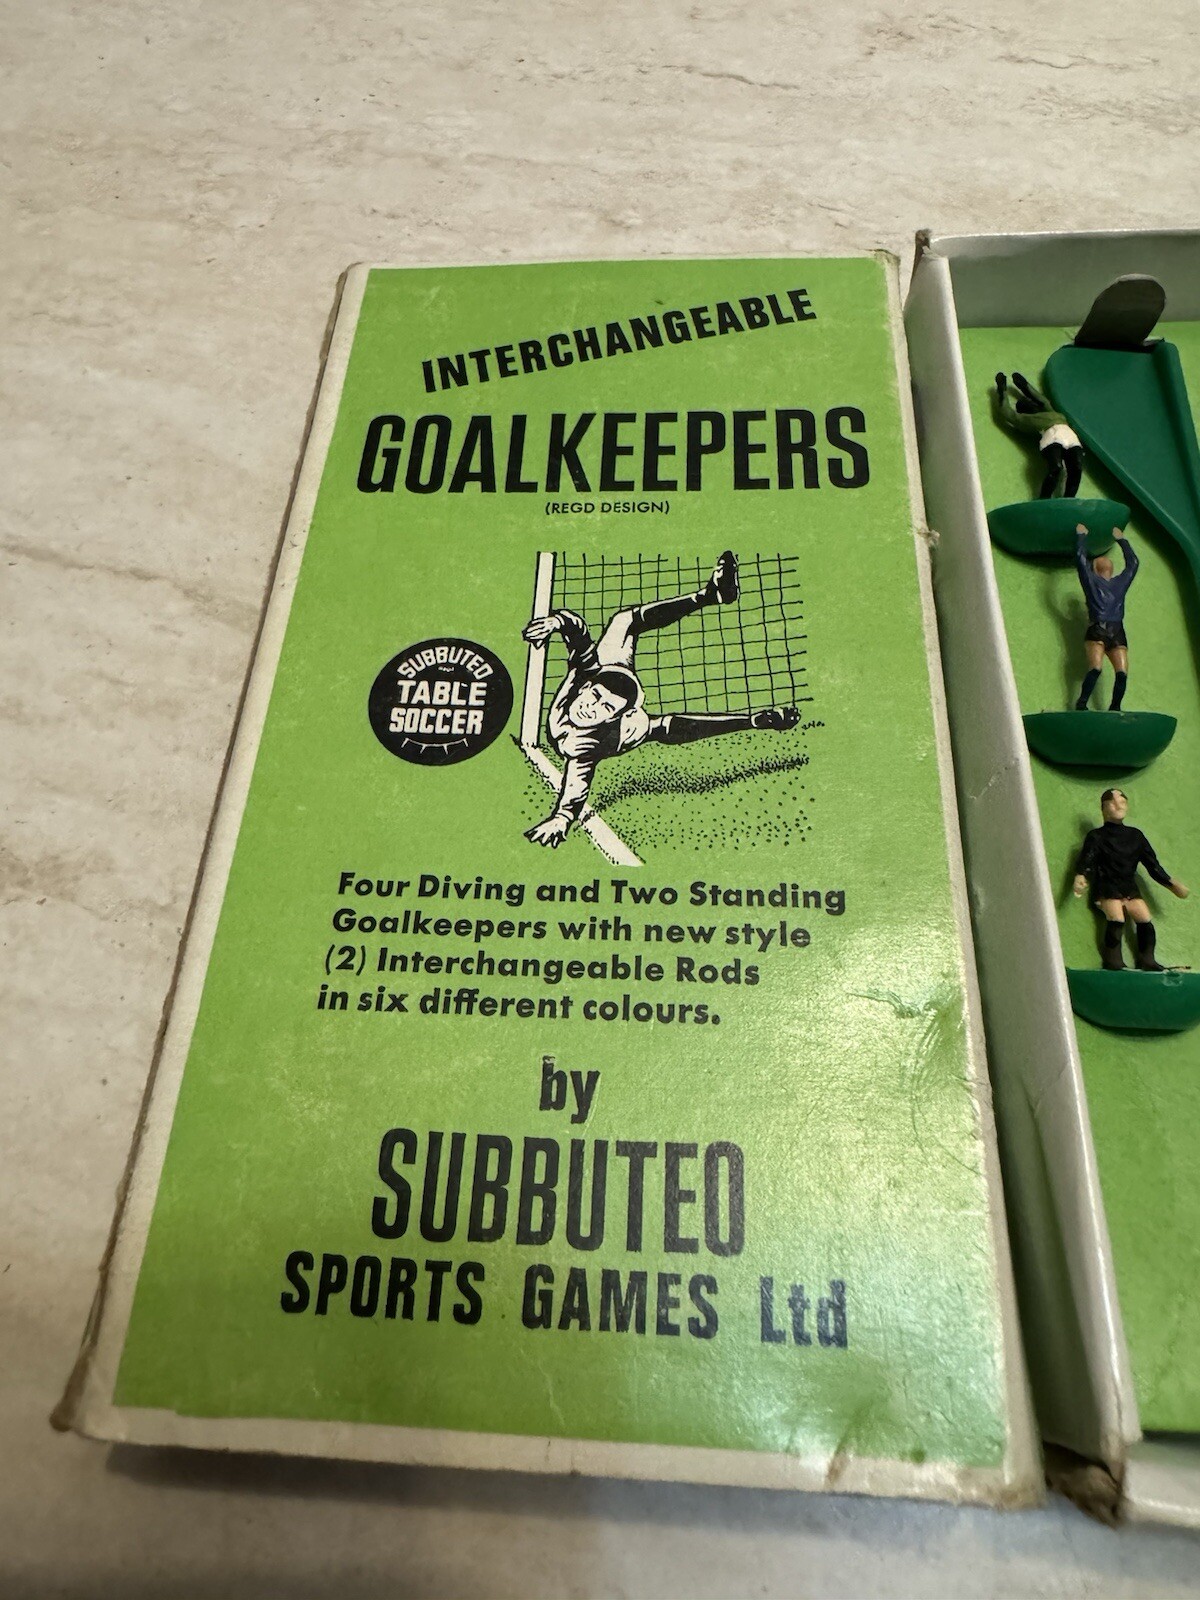 INTERCHANGEABLE
GOALKEEPERS
(REGD DESIGN)
SUBBUTEO
TABLE
SOCCER
Four Diving and Two Standing
Goalkeepers with new style
(2) Interchangeable Rods
in six different colours.
by
SUBBUTEO
SPORTS GAMES Ltd